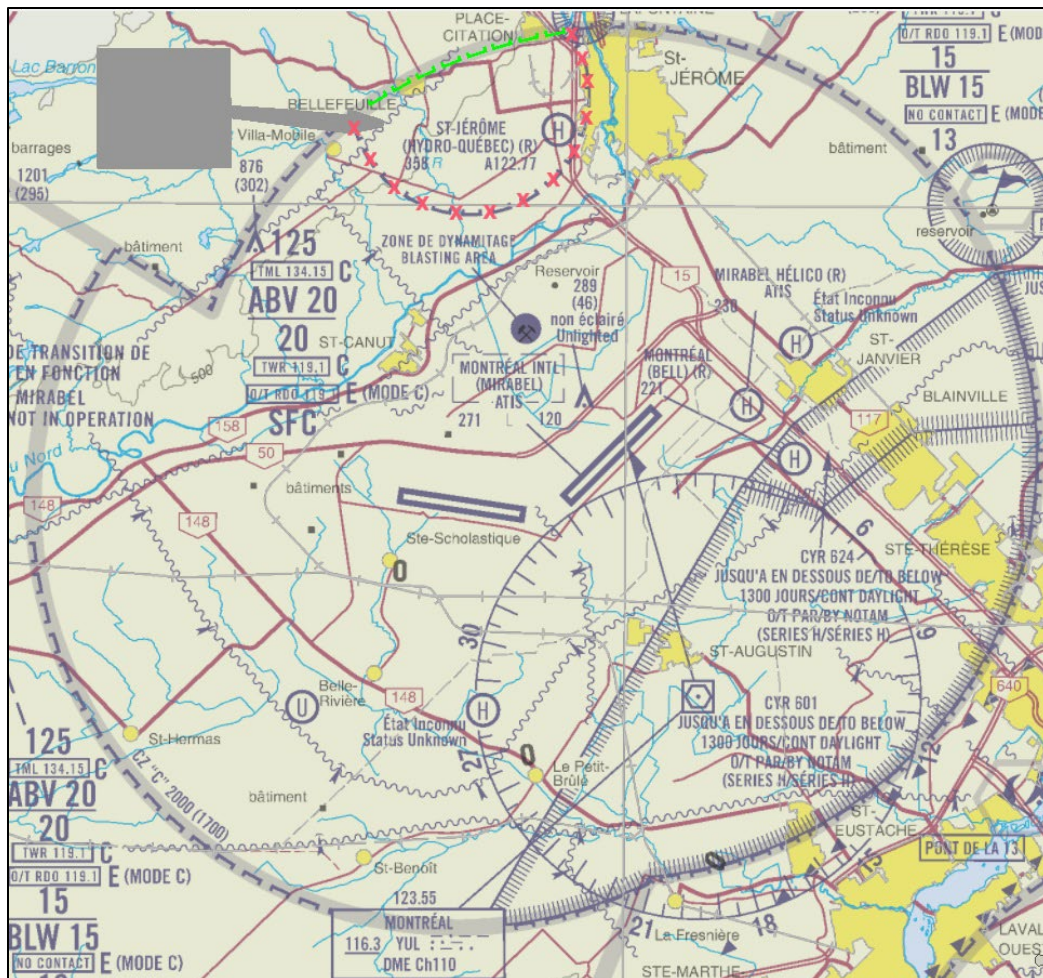 PLACE-
CITATION
LAFONTAINE
TWR 119.1
O/T RDO 119.1 E (MODE
15
BLW 15
NO CONTACT E (MODE
13
Lac Barron
St-
JÉRÔME
BELLEFEUILLE
Villa-Mobile
barrages
1201
(295)
876
(302)
ST-JÉRÔME
(HYDRO-QUÉBEC) (R)
358 R A122.77
H
bâtiment
reservoir
bâtiment
125
TML 134.15 C
ABV 20
20
TWR 119.1 C
O/T RDO 119.1 E (MODE C)
SFC
ZONE DE DYNAMITAGE
BLASTING AREA
Reservoir
289
(46)
non éclairé
Unlighted
15
MIRABEL HÉLICO (R)
ATIS
230
État Inconnu
Status Unknown
H
ST-
JANVIER
DE TRANSITION DE
EN FONCTION
MIRABEL
NOT IN OPERATION
500
ST-CANUT
MONTRÉAL INTL
(MIRABEL)
ATIS
271 L 120
MONTRÉAL
(BELL) (R)
221
H
H
BLAINVILLE
117
158
50
u Nord
148
148
bâtiments
Ste-Scholastique
0
6
STE-THÉRÈSE
CYR 624
JUSQU'A EN DESSOUS DE/TO BELOW
1300 JOURS/CONT DAYLIGHT
O/T PAR/BY NOTAM
(SERIES H/SÉRIES H)
30
9
ST-AUGUSTIN
Belle-
Rivière
148
U
H
État Inconnu
Status Unknown
27
CYR 601
JUSQU'A EN DESSOUS DE/TO BELOW
1300 JOURS/CONT DAYLIGHT
O/T PAR/BY NOTAM
(SERIES H/SÉRIES H)
640
12
St-Hermas
CZ "C" 2000 (1700)
0
Le Petit-
Brûlé
125
TML 134.15 C
ABV 20
20
TWR 119.1 C
O/T RDO 119.1 E (MODE C)
15
BLW 15
NO CONTACT E (MODE C)
bâtiment
St-Benoît
ST-
EUSTACHE
PONT DE LA 13
0
15
123.55
MONTRÉAL
116.3 YUL
DME Ch110
21
18
La Fresnière
STE-MARTHE-
LAVAL
OUEST